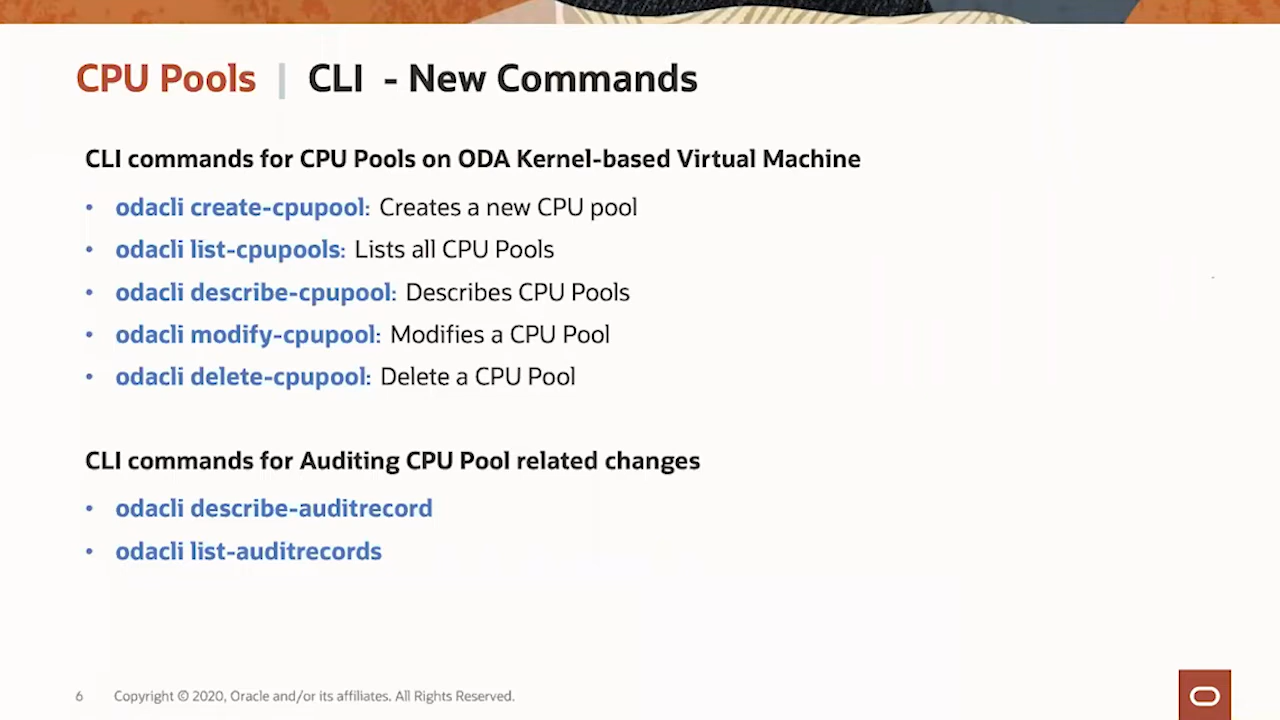 CPU Pools | CLI - New Commands
CLI commands for CPU Pools on ODA Kernel-based Virtual Machine
• odacli create-cpupool: Creates a new CPU pool
• odacli list-cpupools: Lists all CPU Pools
• odacli describe-cpupool: Describes CPU Pools
• odacli modify-cpupool: Modifies a CPU Pool
• odacli delete-cpupool: Delete a CPU Pool
CLI commands for Auditing CPU Pool related changes
• odacli describe-auditrecord
• odacli list-auditrecords
6 Copyright © 2020, Oracle and/or its affiliates. All Rights Reserved.